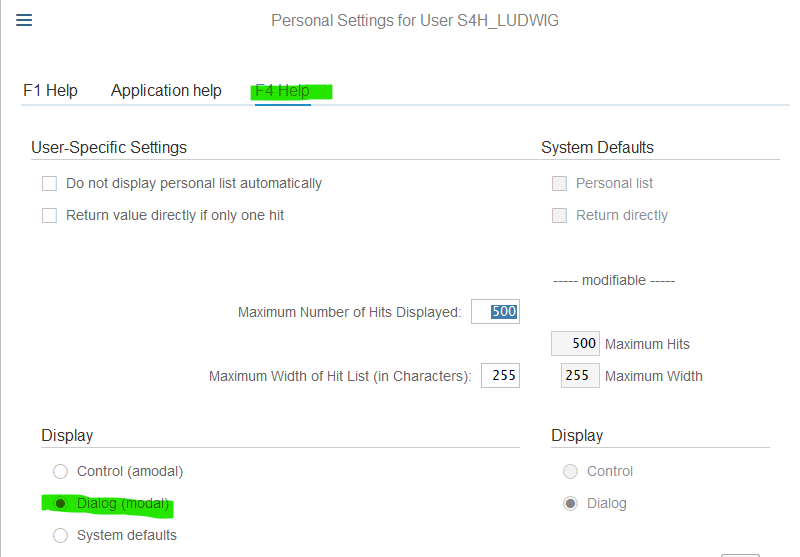 Personal Settings for User S4H_LUDWIG
F1 Help Application help F4 Help
User-Specific Settings System Defaults
Do not display personal list automatically Personal list
Return value directly if only one hit Return directly
----- modifiable -----
Maximum Number of Hits Displayed: 500
500 Maximum Hits
Maximum Width of Hit List (in Characters): 255 255 Maximum Width
Display Display
Control (amodal) Control
Dialog (modal) Dialog
System defaults